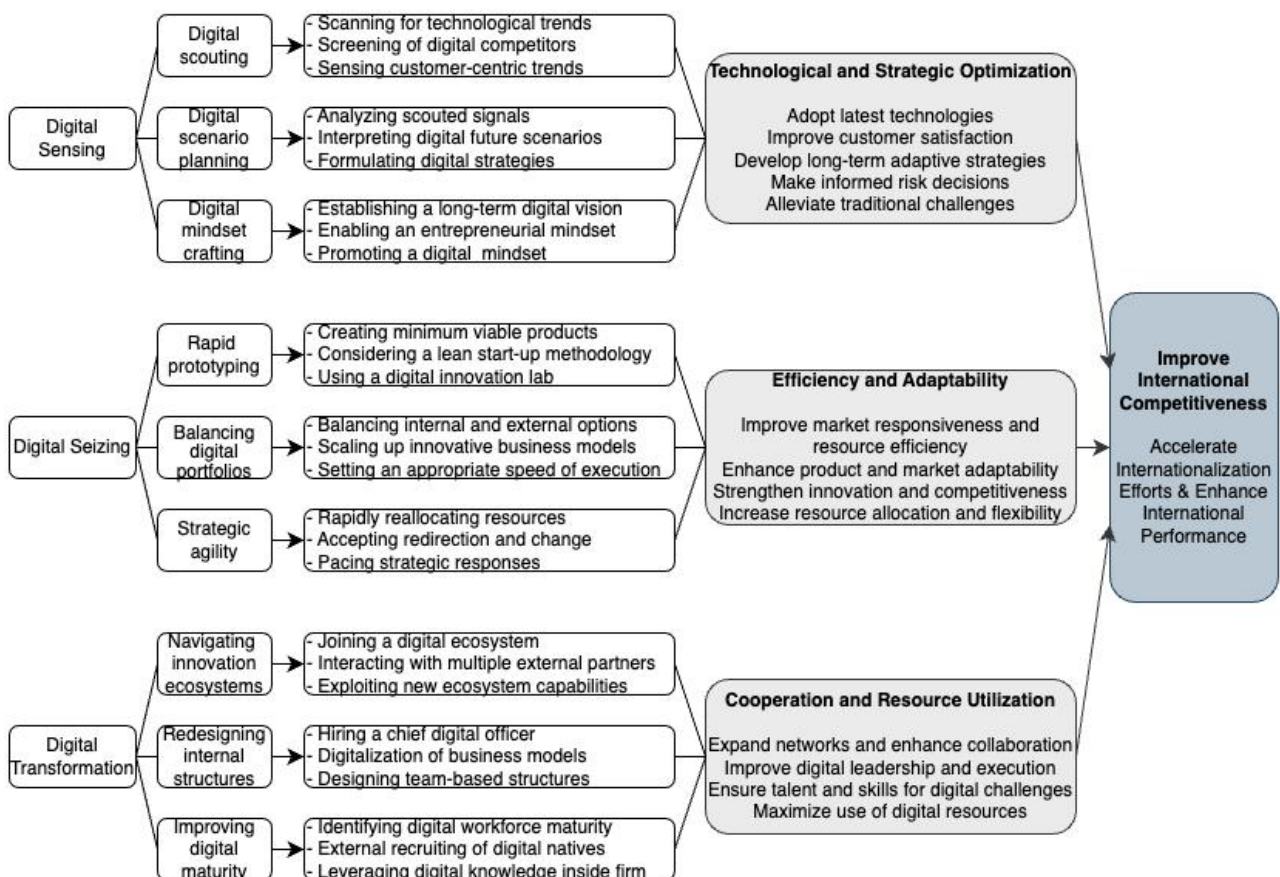 Digital
Sensing
Digital
scouting
- Scanning for technological trends
- Screening of digital competitors
- Sensing customer-centric trends
Digital
scenario
planning
- Analyzing scouted signals
- Interpreting digital future scenarios
- Formulating digital strategies
Digital
mindset
crafting
- Establishing a long-term digital vision
- Enabling an entrepreneurial mindset
- Promoting a digital mindset
Technological and Strategic Optimization
Adopt latest technologies
Improve customer satisfaction
Develop long-term adaptive strategies
Make informed risk decisions
Alleviate traditional challenges
Digital Seizing
Rapid
prototyping
- Creating minimum viable products
- Considering a lean start-up methodology
- Using a digital innovation lab
Balancing
digital
portfolios
- Balancing internal and external options
- Scaling up innovative business models
- Setting an appropriate speed of execution
Strategic
agility
- Rapidly reallocating resources
- Accepting redirection and change
- Pacing strategic responses
Efficiency and Adaptability
Improve market responsiveness and
resource efficiency
Enhance product and market adaptability
Strengthen innovation and competitiveness
Increase resource allocation and flexibility
Digital
Transformation
Navigating
innovation
ecosystems
- Joining a digital ecosystem
- Interacting with multiple external partners
- Exploiting new ecosystem capabilities
Redesigning
internal
structures
- Hiring a chief digital officer
- Digitalization of business models
- Designing team-based structures
Improving
digital
maturity
- Identifying digital workforce maturity
- External recruiting of digital natives
- Leveraging digital knowledge inside firm
Cooperation and Resource Utilization
Expand networks and enhance collaboration
Improve digital leadership and execution
Ensure talent and skills for digital challenges
Maximize use of digital resources
Improve
International
Competitiveness
Accelerate
Internationalization
Efforts & Enhance
International
Performance